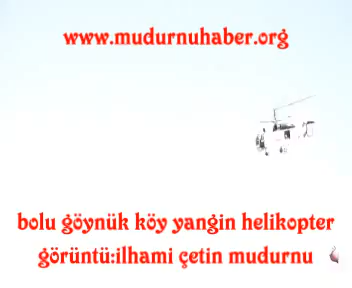 www.mudurnuhaber.org
bolu göynük köy yangin helikopter
görüntü:ilhami çetin mudurnu